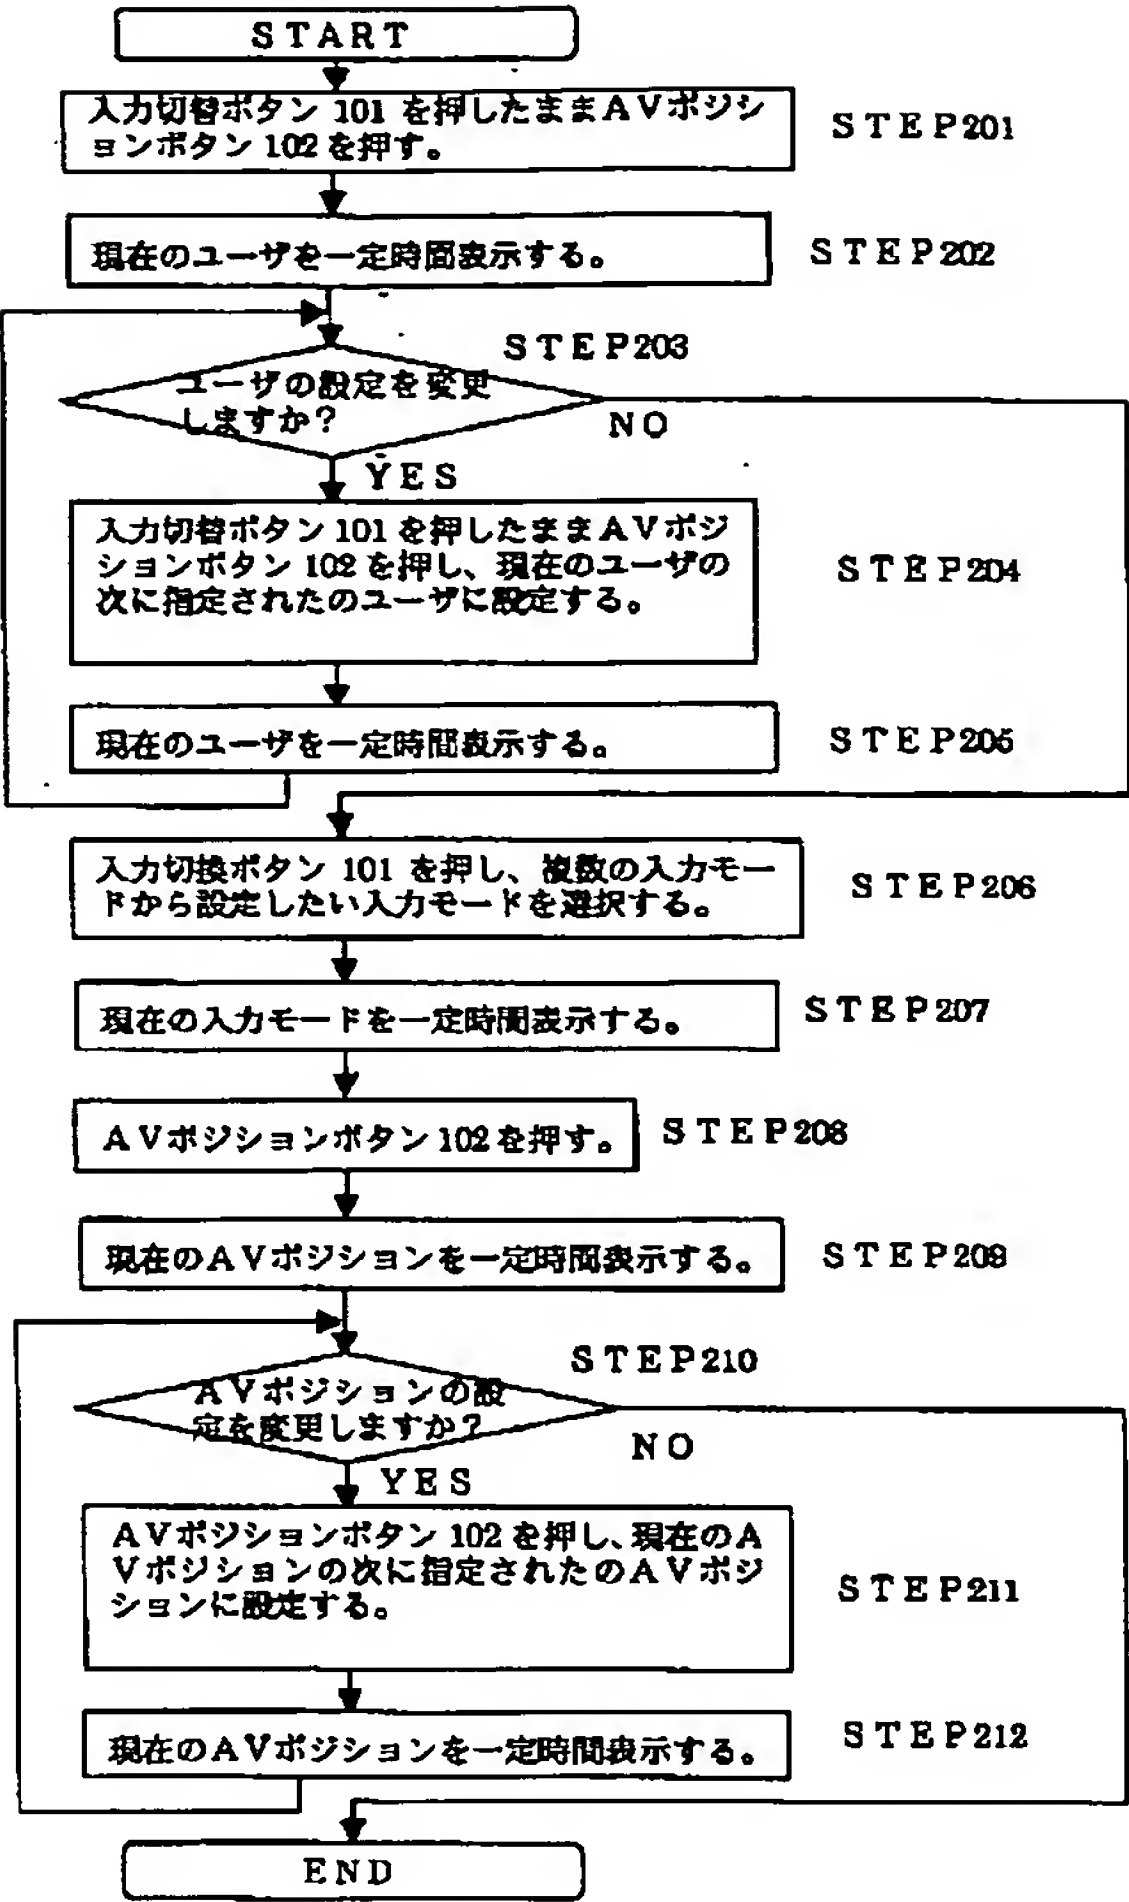 START
入力切替ボタン 101 を押したままAVポジシ
ョンボタン 102 を押す。
STEP201
現在のユーザを一定時間表示する。
STEP202
STEP203
ユーザの設定を変更
しますか?
NO
YES
入力切替ボタン 101 を押したままAVポジ
ションボタン 102 を押し、現在のユーザの
次に指定されたのユーザに設定する。
STEP204
現在のユーザを一定時間表示する。
STEP205
入力切換ボタン 101 を押し、複数の入力モー
ドから設定したい入力モードを選択する。
STEP206
現在の入力モードを一定時間表示する。
STEP207
AVポジションボタン 102 を押す。
STEP208
現在のAVポジションを一定時間表示する。
STEP209
STEP210
AVポジションの設
定を変更しますか?
NO
YES
AVポジションボタン 102 を押し、現在のA
Vポジションの次に指定されたのAVポジ
ションに設定する。
STEP211
現在のAVポジションを一定時間表示する。
STEP212
END